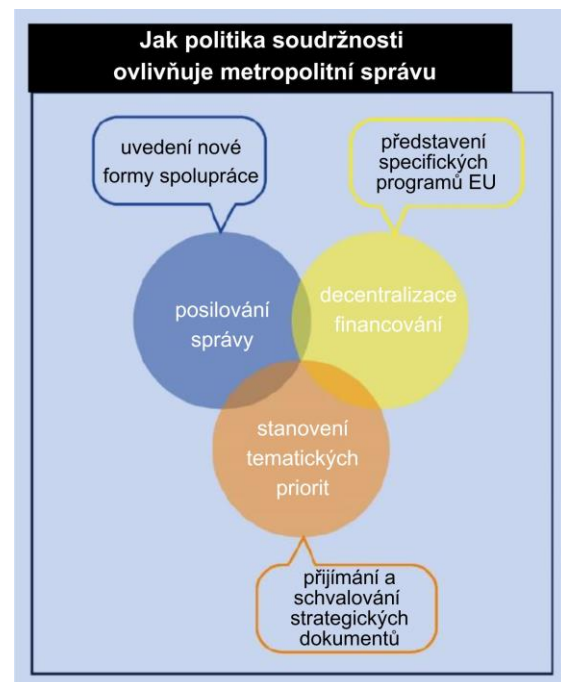 Jak politika soudržnosti
ovlivňuje metropolitní správu
uvedení nové
formy spolupráce
představení
specifických
programů EU
posilování
správy
decentralizace
financování
stanovení
tematických
priorit
přijímání a
schvalování
strategických
dokumentů